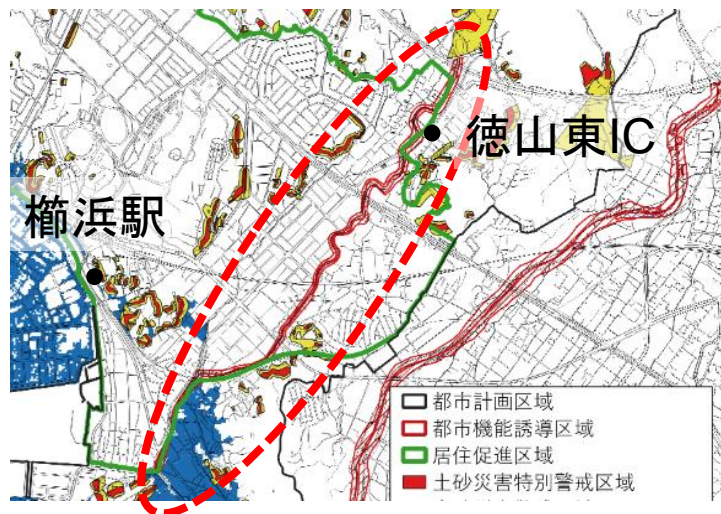 徳山東IC
櫛浜駅
都市計画区域
都市機能誘導区域
居住促進区域
土砂災害特別警戒区域